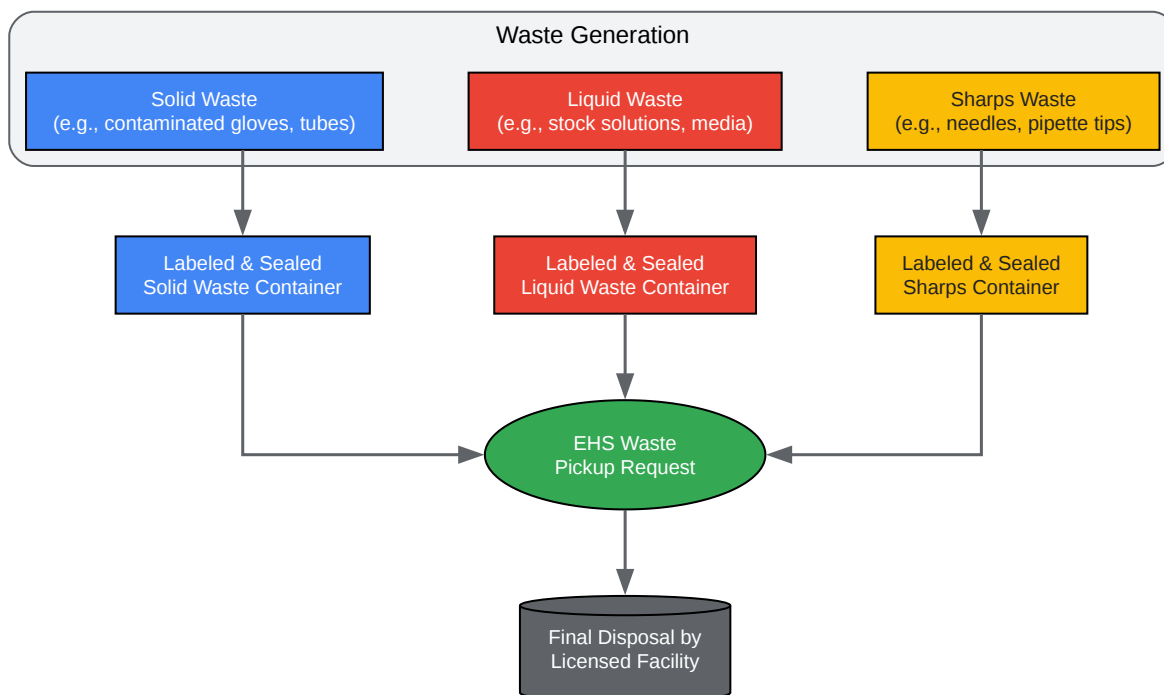 Waste Generation
Solid Waste
(e.g., contaminated gloves, tubes)
Liquid Waste
(e.g., stock solutions, media)
Sharps Waste
(e.g., needles, pipette tips)
Labeled & Sealed
Solid Waste Container
Labeled & Sealed
Liquid Waste Container
Labeled & Sealed
Sharps Container
EHS Waste
Pickup Request
Final Disposal by
Licensed Facility